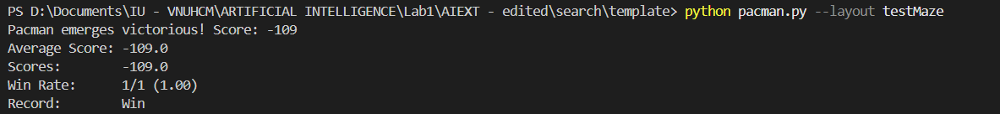 PS D:\Documents\IU - VNUHCM\ARTIFICIAL INTELLIGENCE\Lab1\AIEXT - edited\search\template> python pacman.py --layout testMaze
Pacman emerges victorious! Score: -109
Average Score: -109.0
Scores:        -109.0
Win Rate:      1/1 (1.00)
Record:        Win